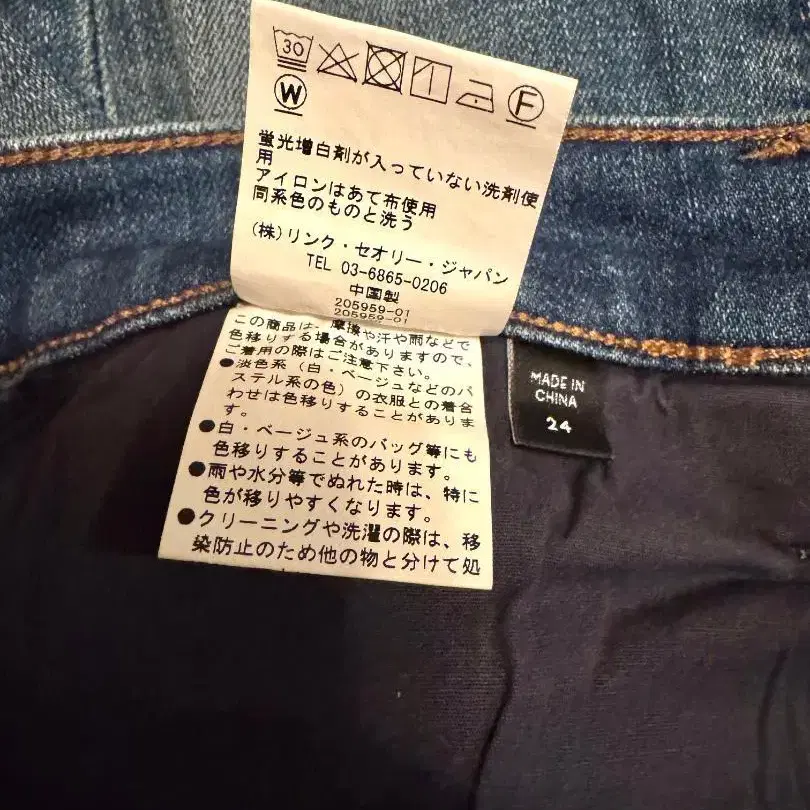 30
W
F
蛍光増白剤が入っていない洗剤使
用
アイロンはあて布使用
同系色のものと洗う
(株)リンク・セオリー・ジャパン
TEL 03-6865-0206
中国製
205959-01
205959-01
この商品は、摩擦や汗や雨などで
色移りする場合がありますので、
ご着用の際はご注意下さい。
●淡色系(白・ベージュなどのパ
ステル系の色)の衣服との着合
わせは色移りすることがありま
す。
●白・ベージュ系のバッグ等にも
色移りすることがあります。
●雨や水分等でぬれた時は、特に
色が移りやすくなります。
●クリーニングや洗濯の際は、移
染防止のため他の物と分けて処
MADE IN
CHINA
24